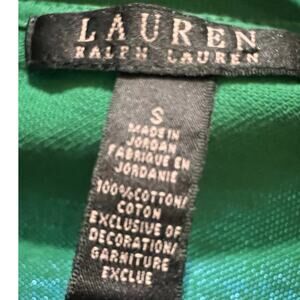 LAUREN
RALPH LAUREN
S
MADE IN
JORDAN
FABRIQUE EN
JORDANIE
100%COTTON/
COTON
EXCLUSIVE OF
DECORATION/
GARNITURE
EXCLUE